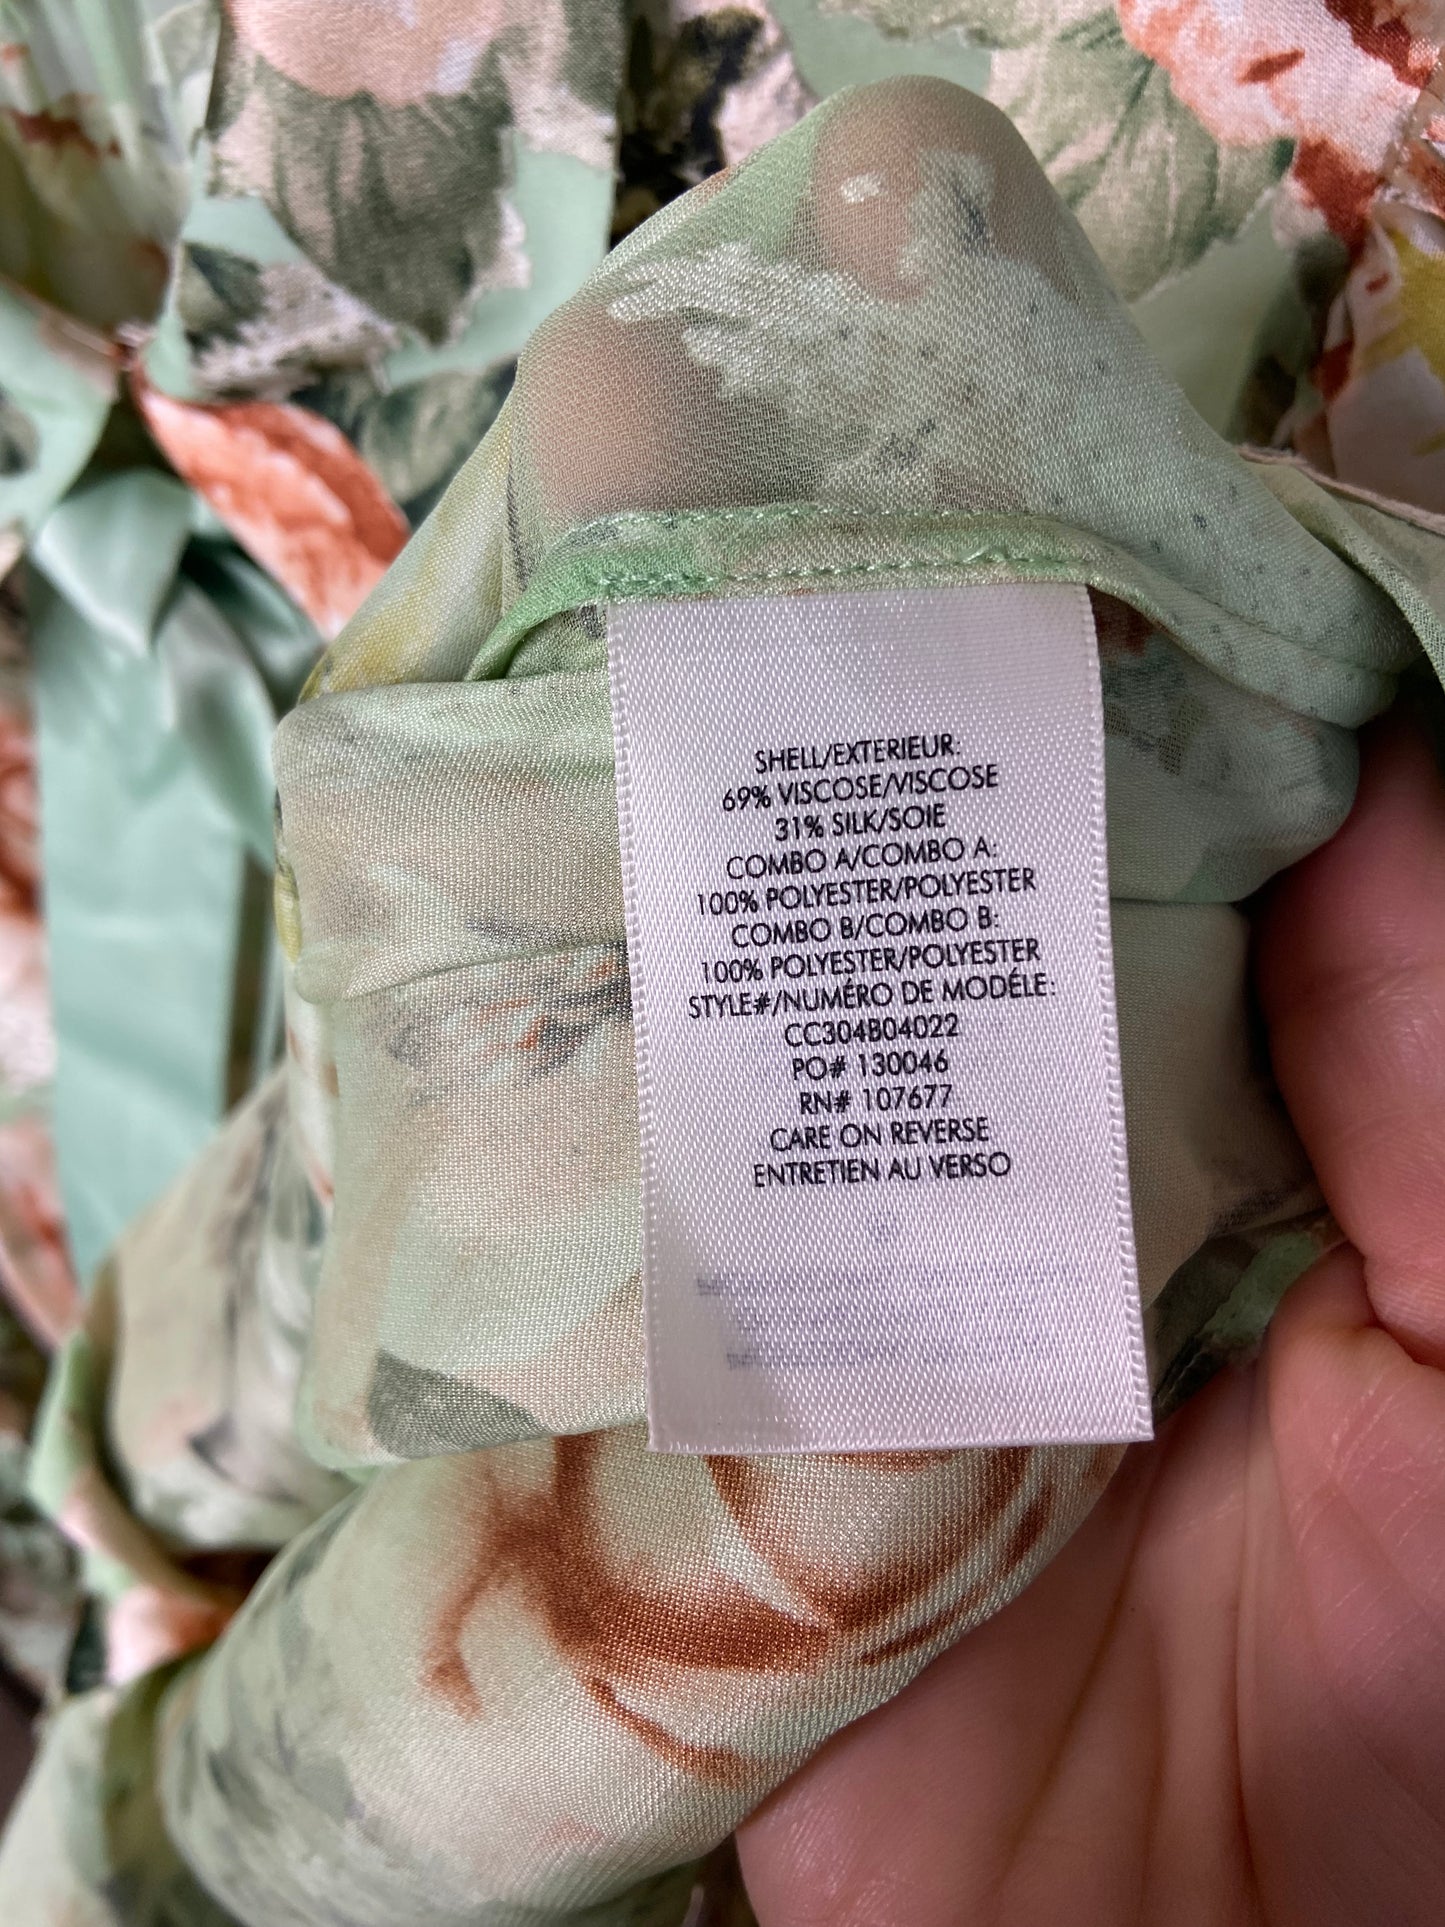 SHELL/EXTERIEUR:
69% VISCOSE/VISCOSE
31% SILK/SOIE
COMBO A/COMBO A:
100% POLYESTER/POLYESTER
COMBO B/COMBO B:
100% POLYESTER/POLYESTER
STYLE#/NUMÉRO DE MODÉLE:
CC304B04022
PO# 130046
RN# 107677
CARE ON REVERSE
ENTRETIEN AU VERSO